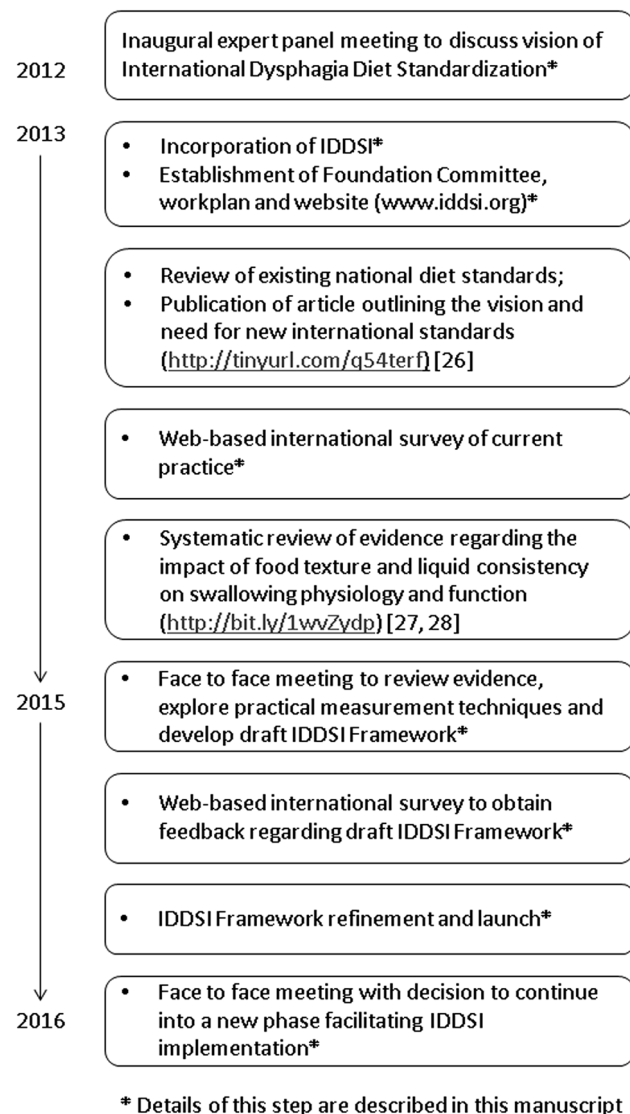 Inaugural expert panel meeting to discuss vision of
2012
International Dysphagia Diet Standardization*
2013
• Incorporation of IDDSI*
• Establishment of Foundation Committee,
workplan and website (www.iddsi.org)*
• Review of existing national diet standards;
• Publication of article outlining the vision and
need for new international standards
(http://tinyurl.com/q54terf) [26]
• Web-based international survey of current
practice*
• Systematic review of evidence regarding the
impact of food texture and liquid consistency
on swallowing physiology and function
(http://bit.ly/1wvZydp) [27, 28]
2015
• Face to face meeting to review evidence,
explore practical measurement techniques and
develop draft IDDSI Framework*
• Web-based international survey to obtain
feedback regarding draft IDDSI Framework*
• IDDSI Framework refinement and launch*
2016
• Face to face meeting with decision to continue
into a new phase facilitating IDDSI
implementation*
* Details of this step are described in this manuscript